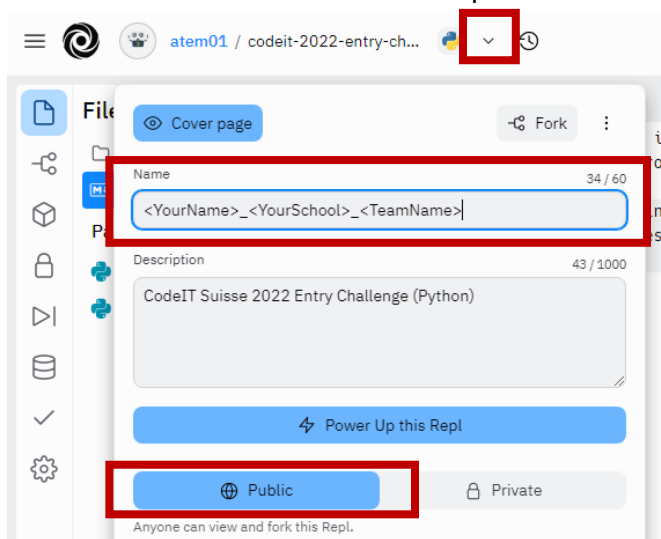 atem01 / codeit-2022-entry-ch...
File
Cover page
Fork
Name
34 / 60
<YourName>_<YourSchool>_<TeamName>
Description
43 / 1000
CodeIT Suisse 2022 Entry Challenge (Python)
Power Up this Repl
Public
Private
Anyone can view and fork this Repl.